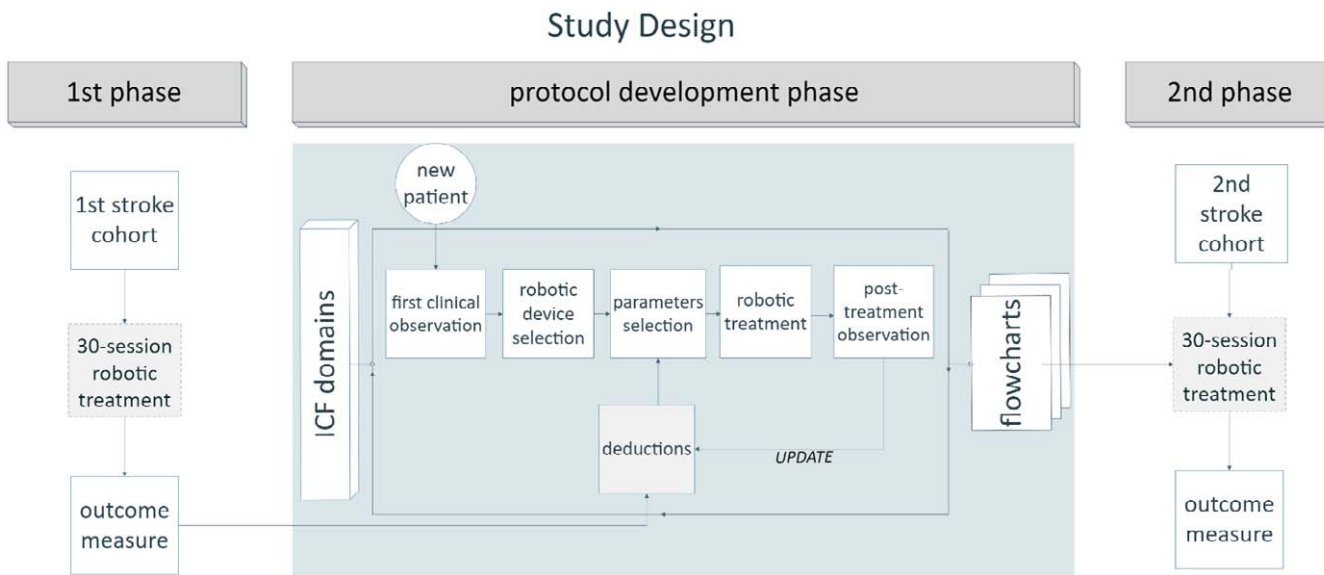 Study Design
1st phase
protocol development phase
2nd phase
1st stroke
cohort
30-session
robotic
treatment
outcome
measure
ICF domains
new
patient
first clinical
observation
robotic
device
selection
parameters
selection
robotic
treatment
post-
treatment
observation
deductions
UPDATE
flowcharts
2nd
stroke
cohort
30-session
robotic
treatment
outcome
measure